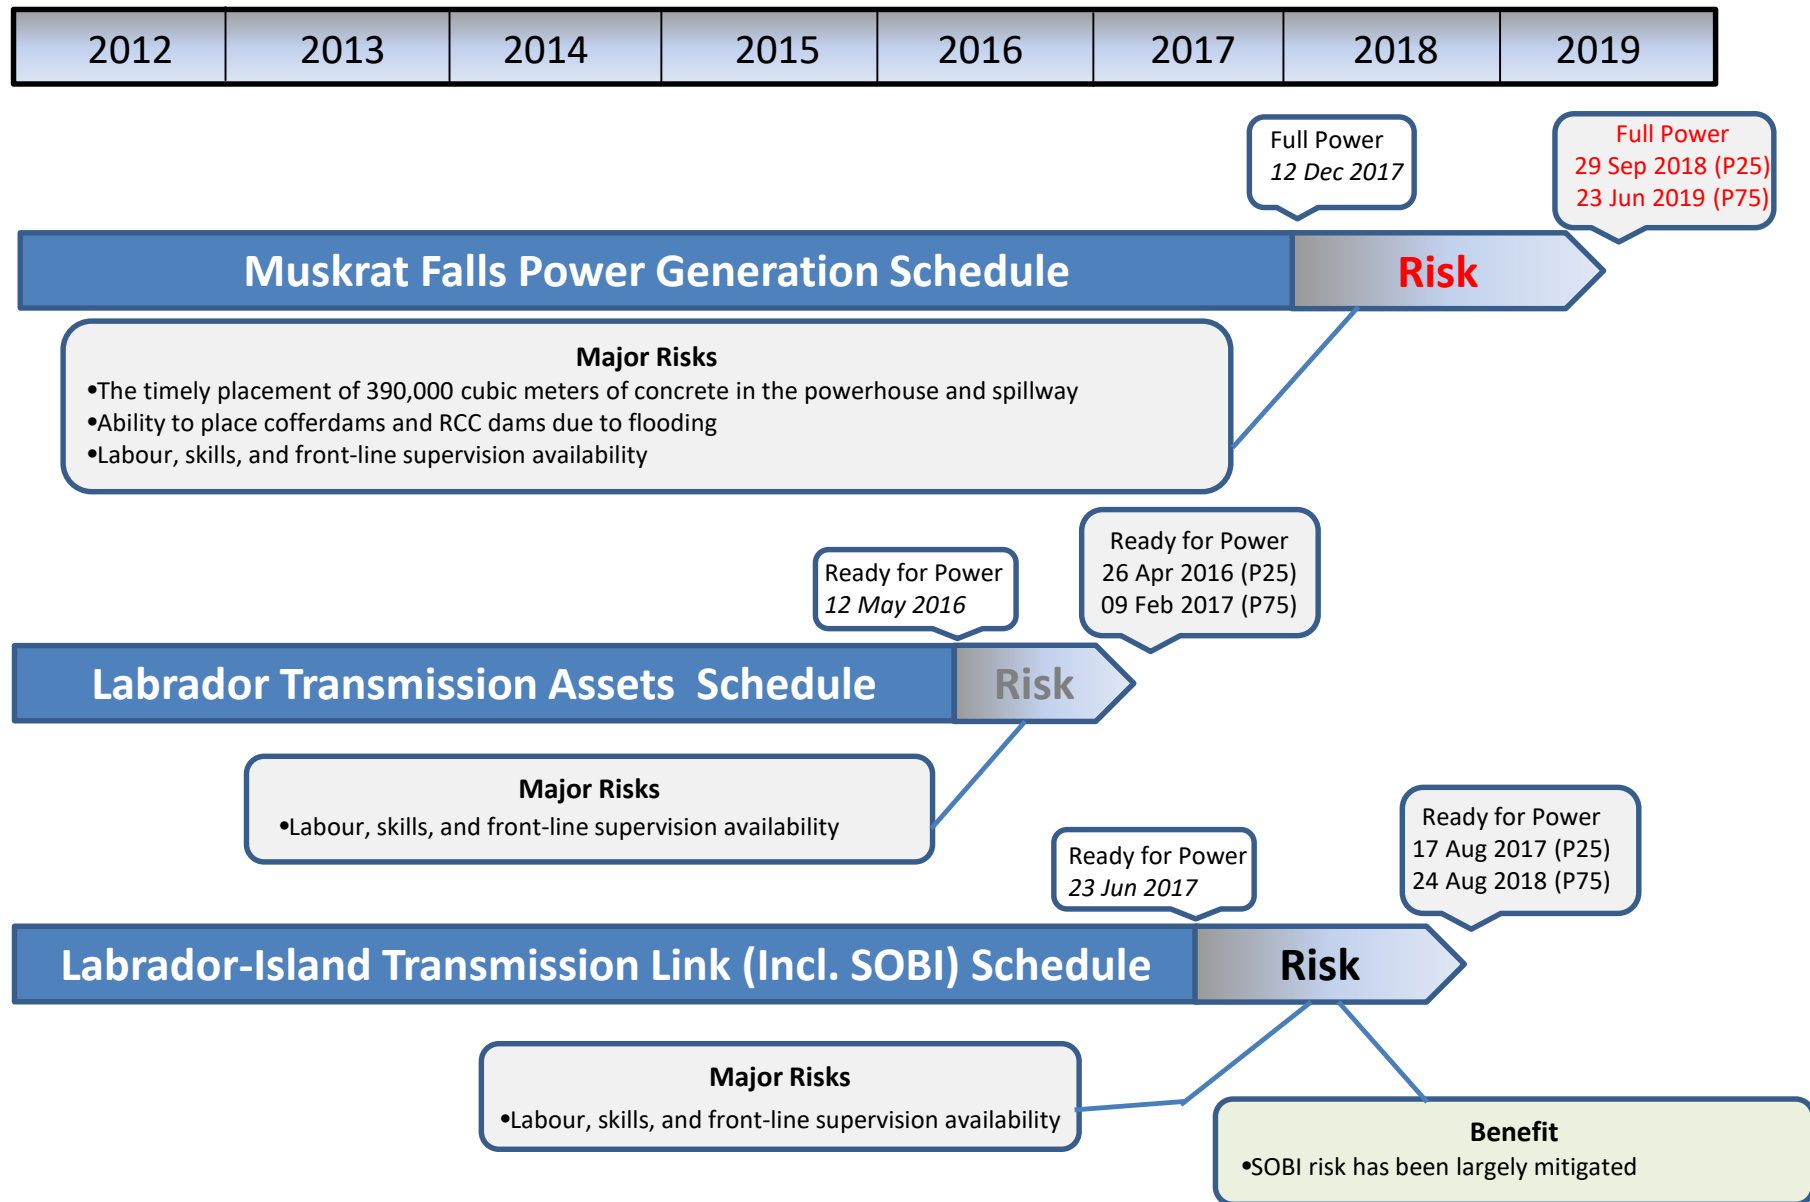 2012 2013 2014 2015 2016 2017 2018 2019
Full Power
12 Dec 2017
Full Power
29 Sep 2018 (P25)
23 Jun 2019 (P75)
Muskrat Falls Power Generation Schedule
Risk
Major Risks
•The timely placement of 390,000 cubic meters of concrete in the powerhouse and spillway
•Ability to place cofferdams and RCC dams due to flooding
•Labour, skills, and front-line supervision availability
Ready for Power
12 May 2016
Ready for Power
26 Apr 2016 (P25)
09 Feb 2017 (P75)
Labrador Transmission Assets  Schedule
Risk
Major Risks
•Labour, skills, and front-line supervision availability
Ready for Power
23 Jun 2017
Ready for Power
17 Aug 2017 (P25)
24 Aug 2018 (P75)
Labrador-Island Transmission Link (Incl. SOBI) Schedule
Risk
Major Risks
•Labour, skills, and front-line supervision availability
Benefit
•SOBI risk has been largely mitigated